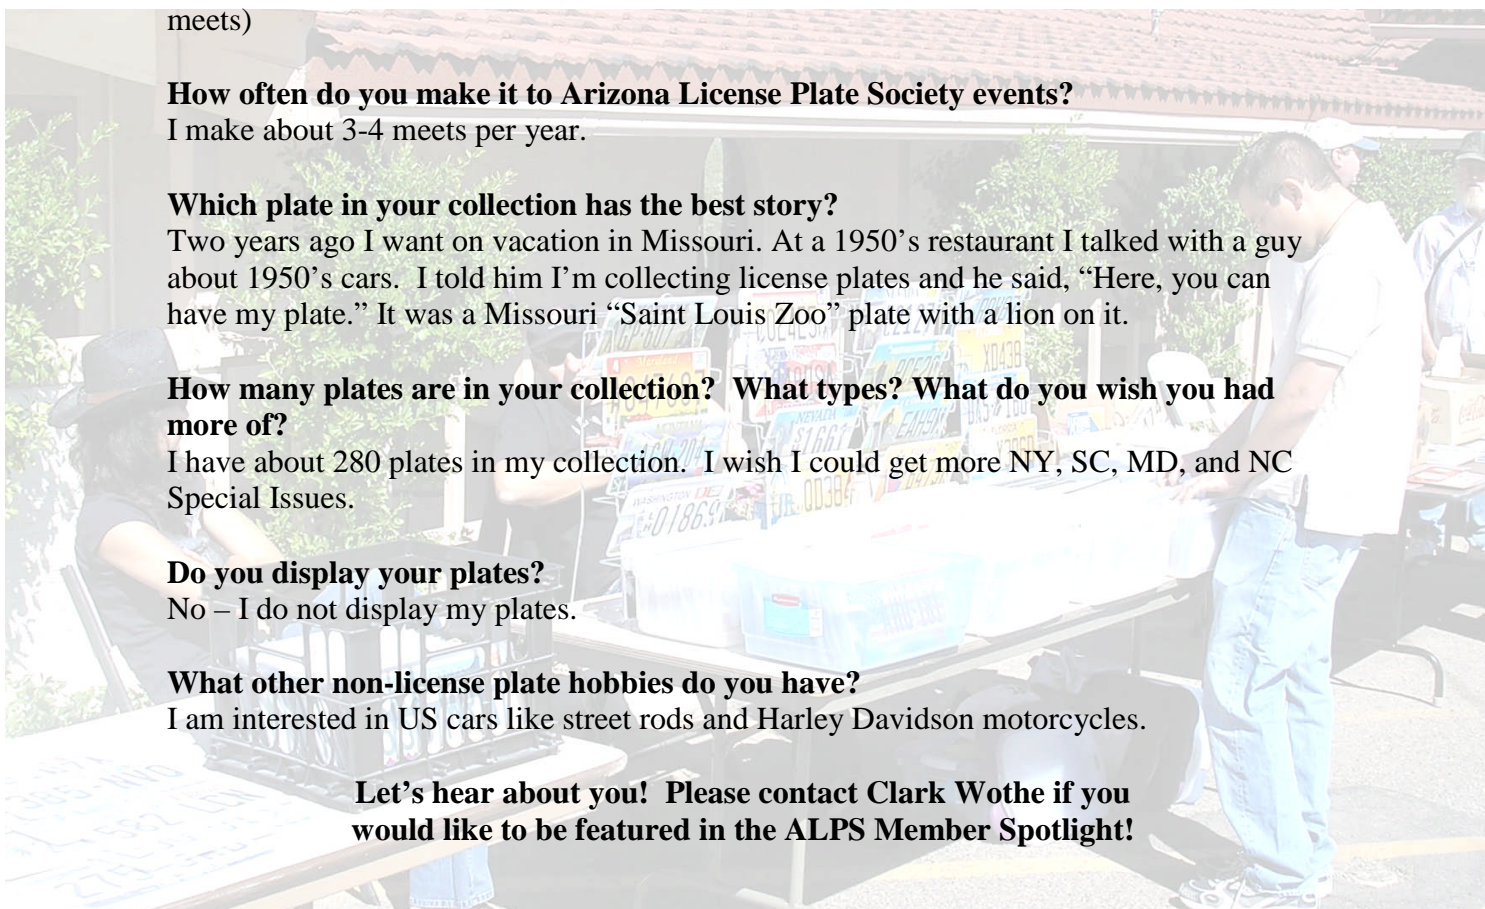 meets)
How often do you make it to Arizona License Plate Society events?
I make about 3-4 meets per year.
Which plate in your collection has the best story?
Two years ago I want on vacation in Missouri. At a 1950’s restaurant I talked with a guy
about 1950’s cars.  I told him I’m collecting license plates and he said, “Here, you can
have my plate.” It was a Missouri “Saint Louis Zoo” plate with a lion on it.
How many plates are in your collection?  What types? What do you wish you had
more of?
I have about 280 plates in my collection.  I wish I could get more NY, SC, MD, and NC
Special Issues.
Do you display your plates?
No – I do not display my plates.
What other non-license plate hobbies do you have?
I am interested in US cars like street rods and Harley Davidson motorcycles.
Let’s hear about you!  Please contact Clark Wothe if you
would like to be featured in the ALPS Member Spotlight!
NEVADA
WASHINGTON